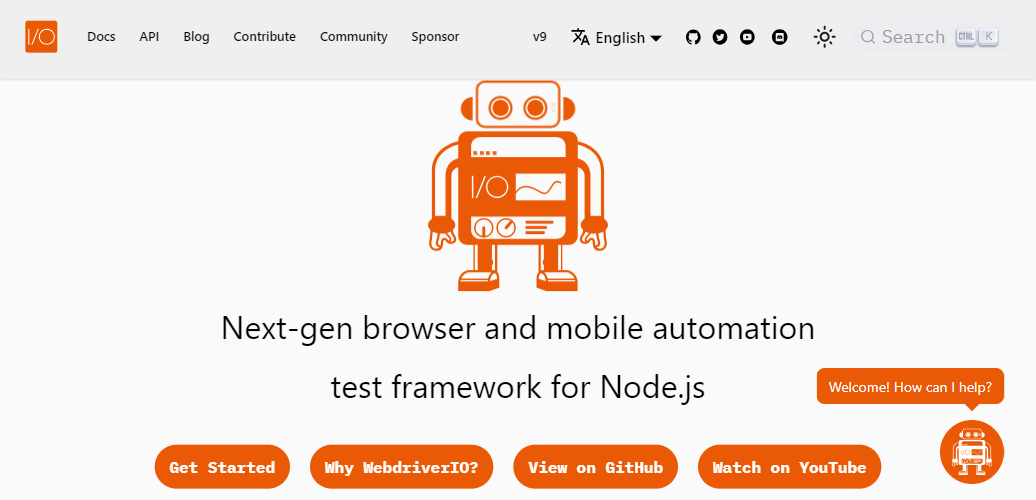 I/O
Docs API Blog Contribute Community Sponsor v9 English Search CTRL K
I/O
Next-gen browser and mobile automation
test framework for Node.js
Welcome! How can I help?
Get Started Why WebdriverIO? View on GitHub Watch on YouTube